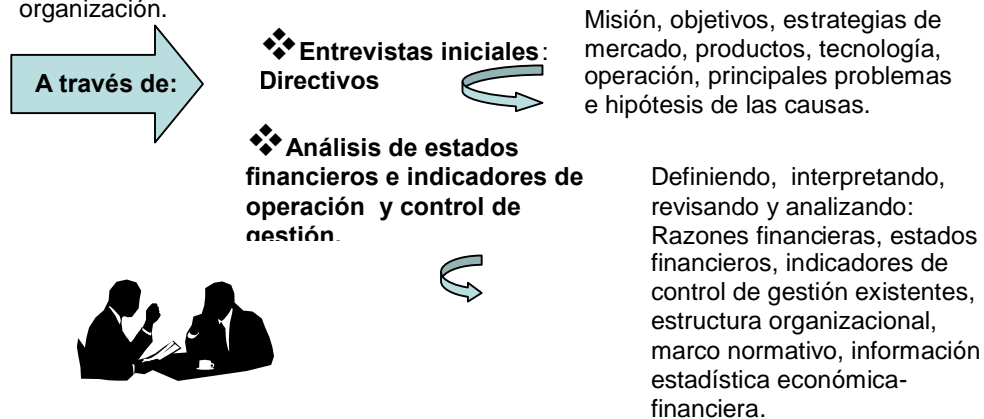 organización.
A través de:
❖Entrevistas iniciales:
Directivos
Misión, objetivos, estrategias de
mercado, productos, tecnología,
operación, principales problemas
e hipótesis de las causas.
❖Análisis de estados
financieros e indicadores de
operación y control de
gestión.
Definiendo, interpretando,
revisando y analizando:
Razones financieras, estados
financieros, indicadores de
control de gestión existentes,
estructura organizacional,
marco normativo, información
estadística económica-
financiera.